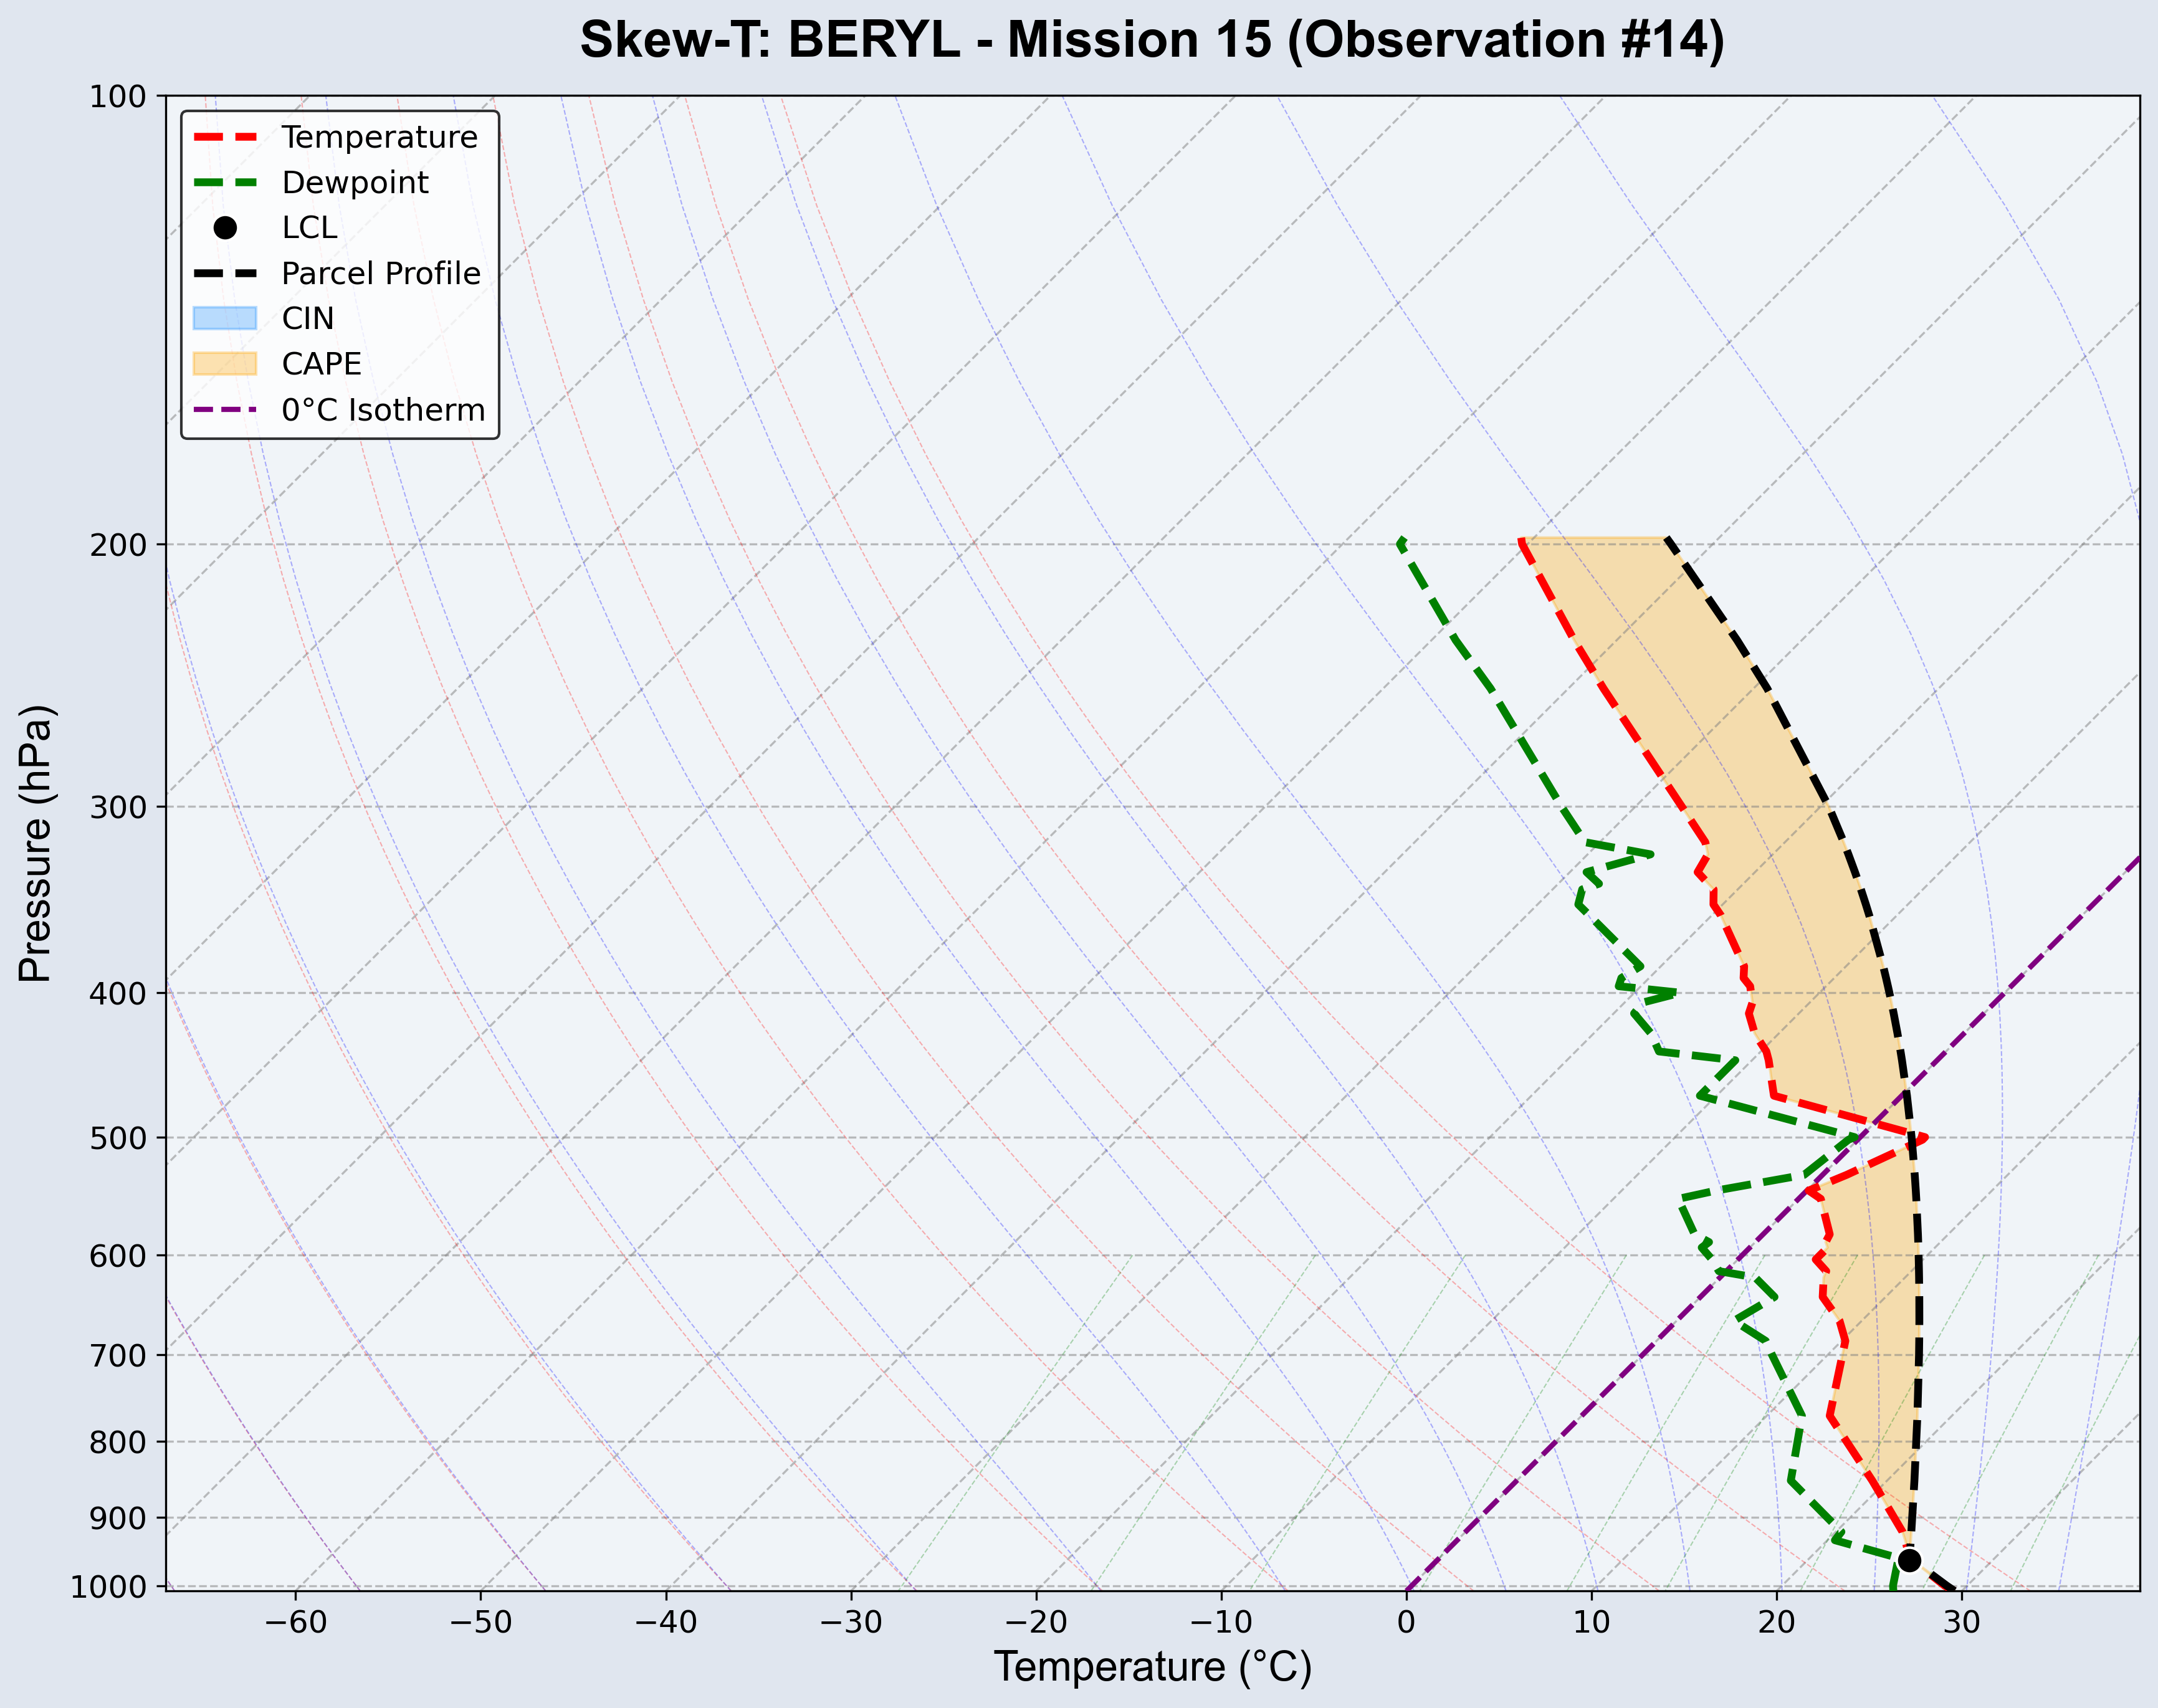 Skew-T: BERYL - Mission 15 (Observation #14)
Temperature
Dewpoint
LCL
Parcel Profile
CIN
CAPE
0°C Isotherm
Pressure (hPa)
100
200
300
400
500
600
700
800
900
1000
−60 −50 −40 −30 −20 −10 0 10 20 30
Temperature (°C)